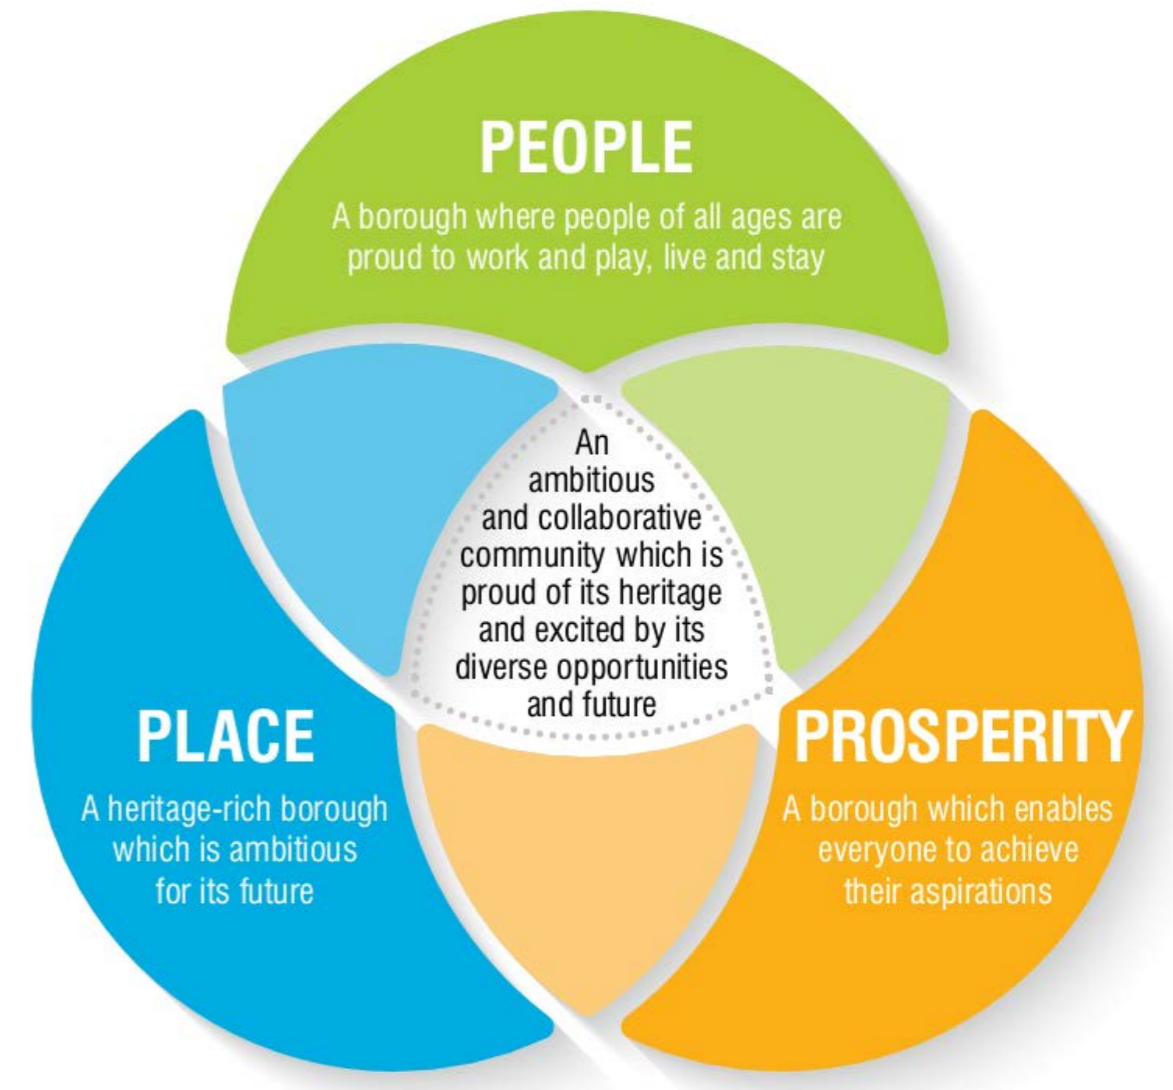 PEOPLE
A borough where people of all ages are
proud to work and play, live and stay
An
ambitious
and collaborative
community which is
proud of its heritage
and excited by its
diverse opportunities
and future
PLACE
A heritage-rich borough
which is ambitious
for its future
PROSPERITY
A borough which enables
everyone to achieve
their aspirations